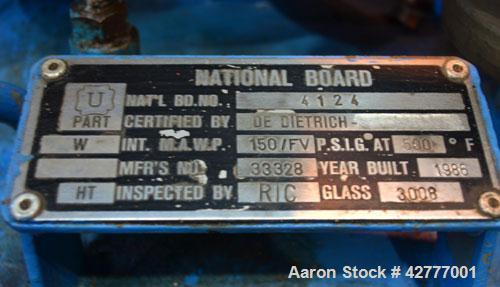 NATIONAL BOARD
U NAT'L BD. NO. 4124
PART CERTIFIED BY DE DIETRICH-
W INT. M.A.W.P. 150/FV P.S.I.G. AT 500 ° F
MFR'S NO. 33328 YEAR BUILT 1986
HT INSPECTED BY RIC GLASS 3008
Aaron Stock # 42777001